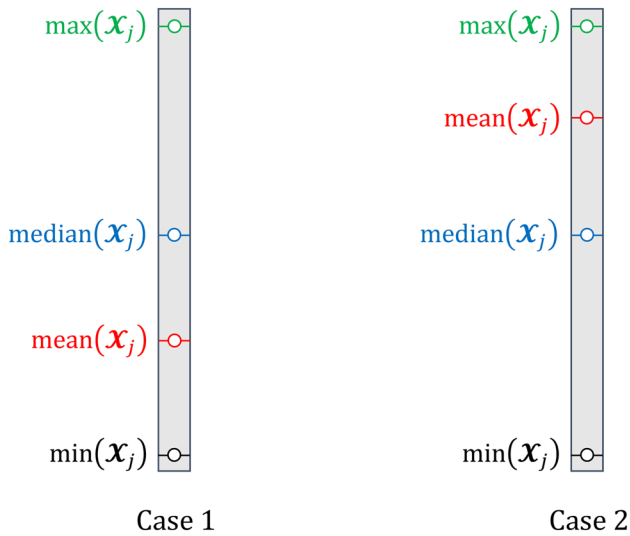 max(𝓧ⱼ)
median(𝓧ⱼ)
mean(𝓧ⱼ)
min(𝓧ⱼ)
Case 1
max(𝓧ⱼ)
mean(𝓧ⱼ)
median(𝓧ⱼ)
min(𝓧ⱼ)
Case 2